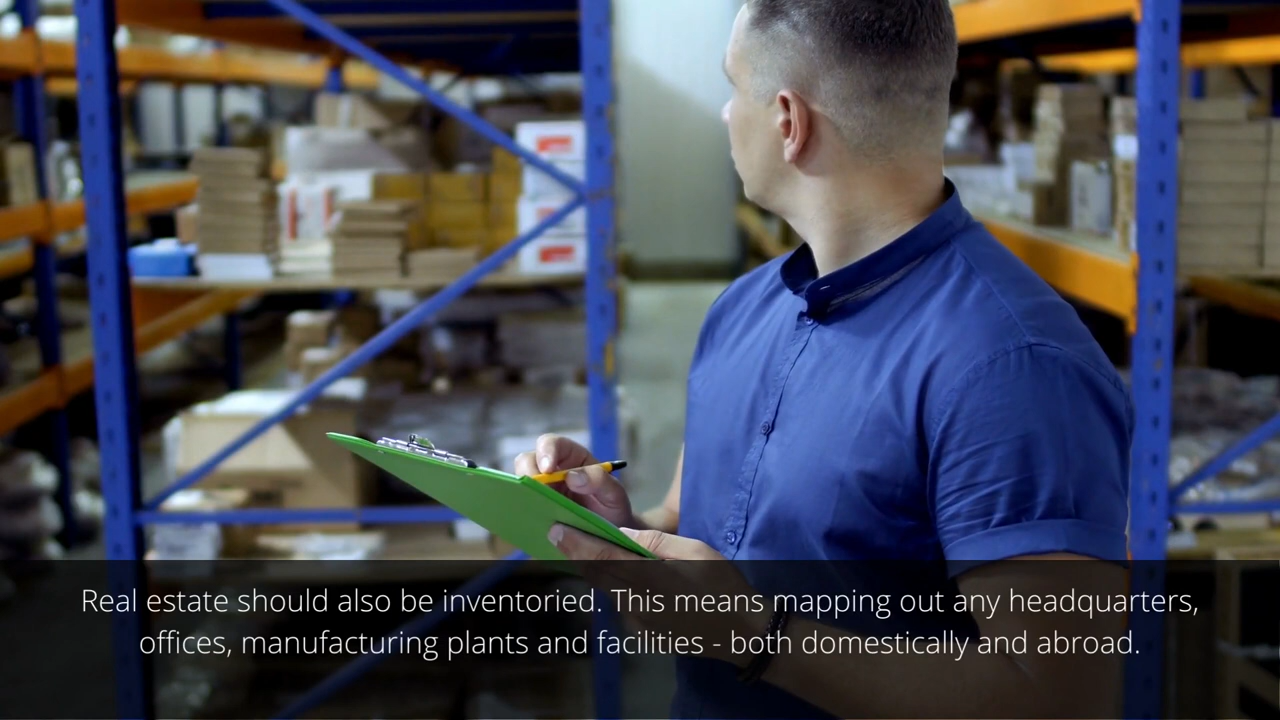 Real estate should also be inventoried. This means mapping out any headquarters,
offices, manufacturing plants and facilities - both domestically and abroad.